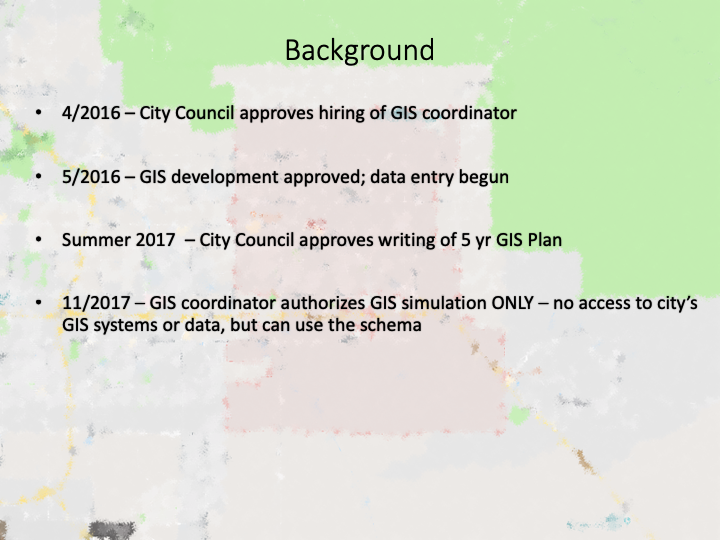 Background
• 4/2016 – City Council approves hiring of GIS coordinator
• 5/2016 – GIS development approved; data entry begun
• Summer 2017  – City Council approves writing of 5 yr GIS Plan
• 11/2017 – GIS coordinator authorizes GIS simulation ONLY – no access to city’s
GIS systems or data, but can use the schema